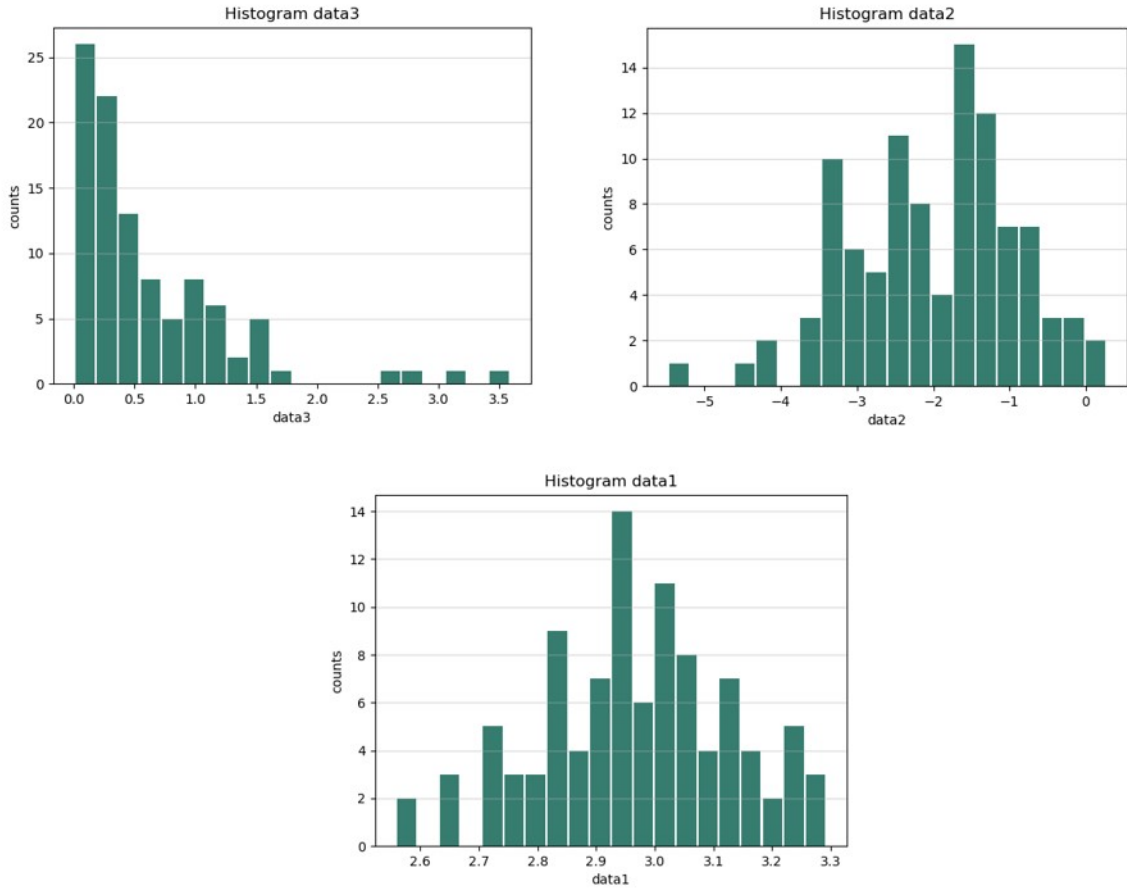 Histogram data3
25
20
15
10
5
0
counts
0.0 0.5 1.0 1.5 2.0 2.5 3.0 3.5
data3
Histogram data2
14
12
10
8
6
4
2
0
counts
−5 −4 −3 −2 −1 0
data2
Histogram data1
14
12
10
8
6
4
2
0
counts
2.6 2.7 2.8 2.9 3.0 3.1 3.2 3.3
data1